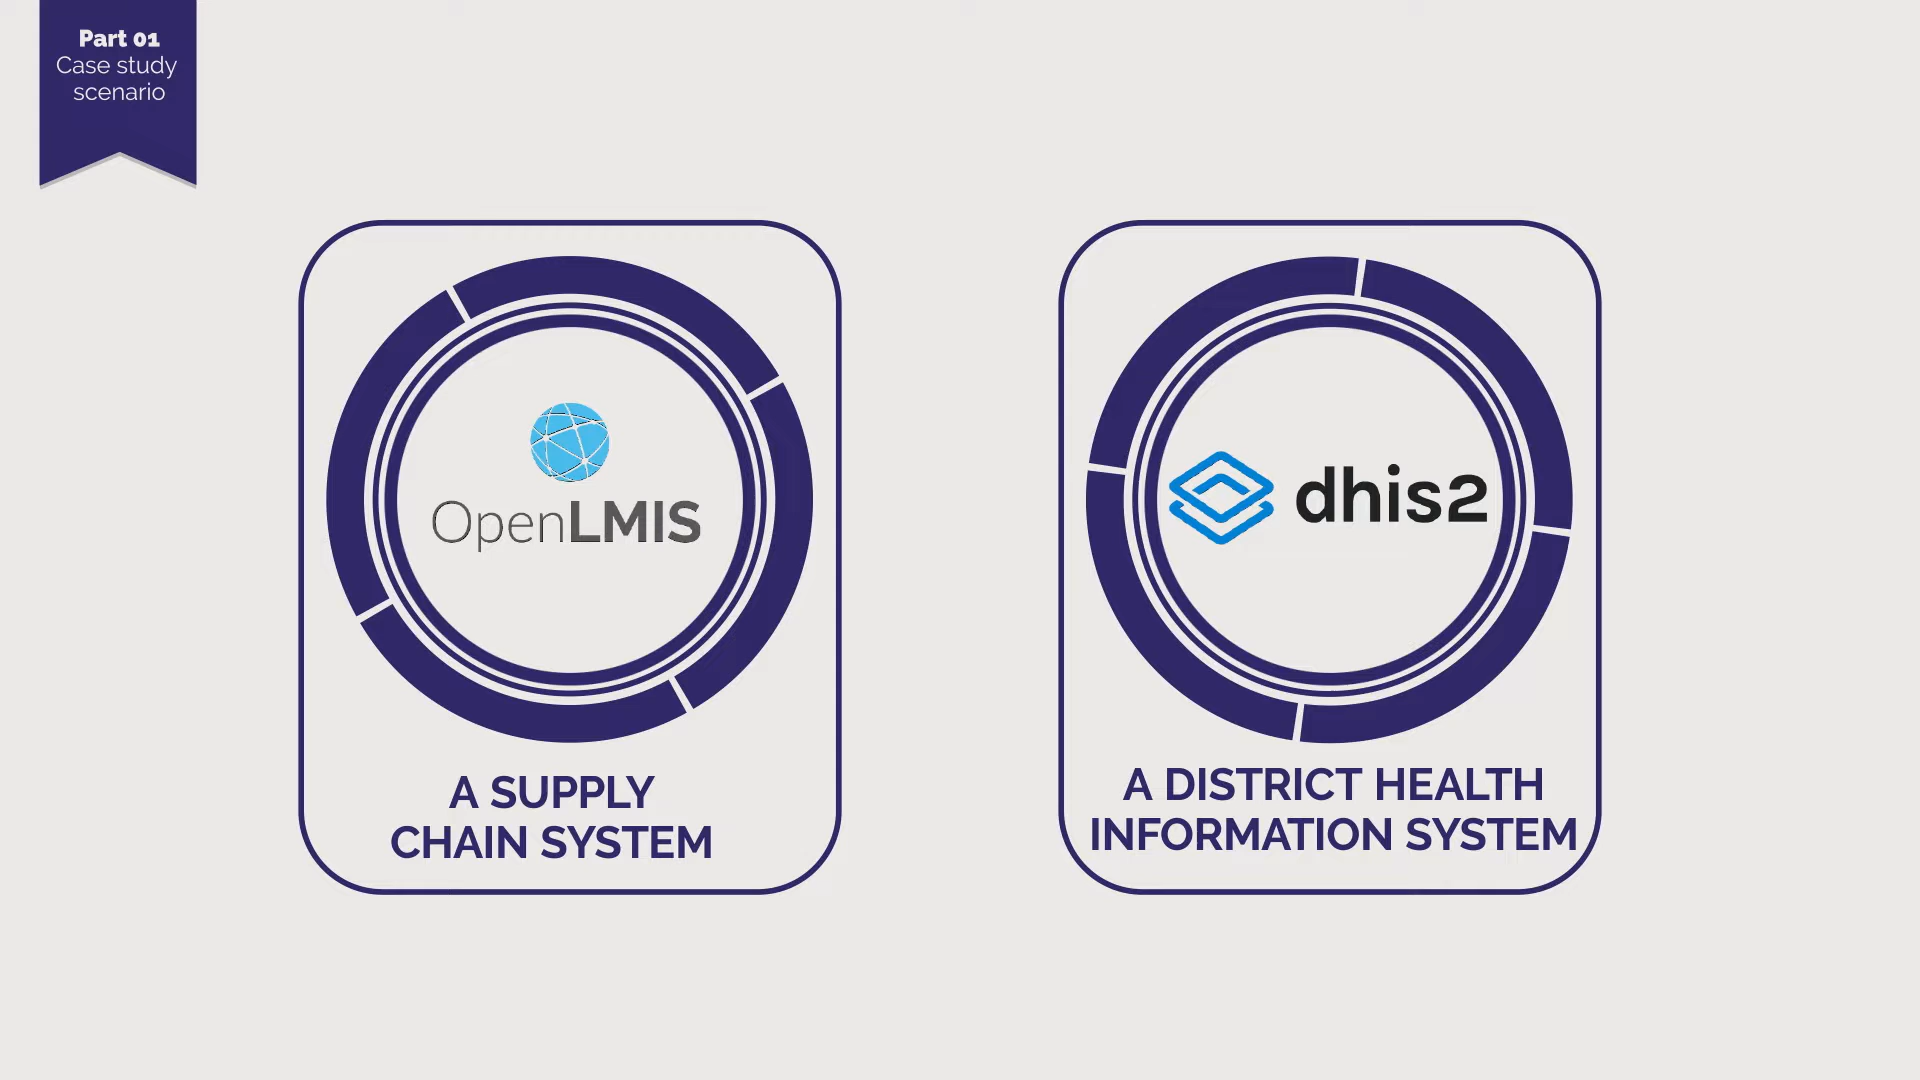 Part 01
Case study
scenario
OpenLMIS
dhis2
A SUPPLY
CHAIN SYSTEM
A DISTRICT HEALTH
INFORMATION SYSTEM